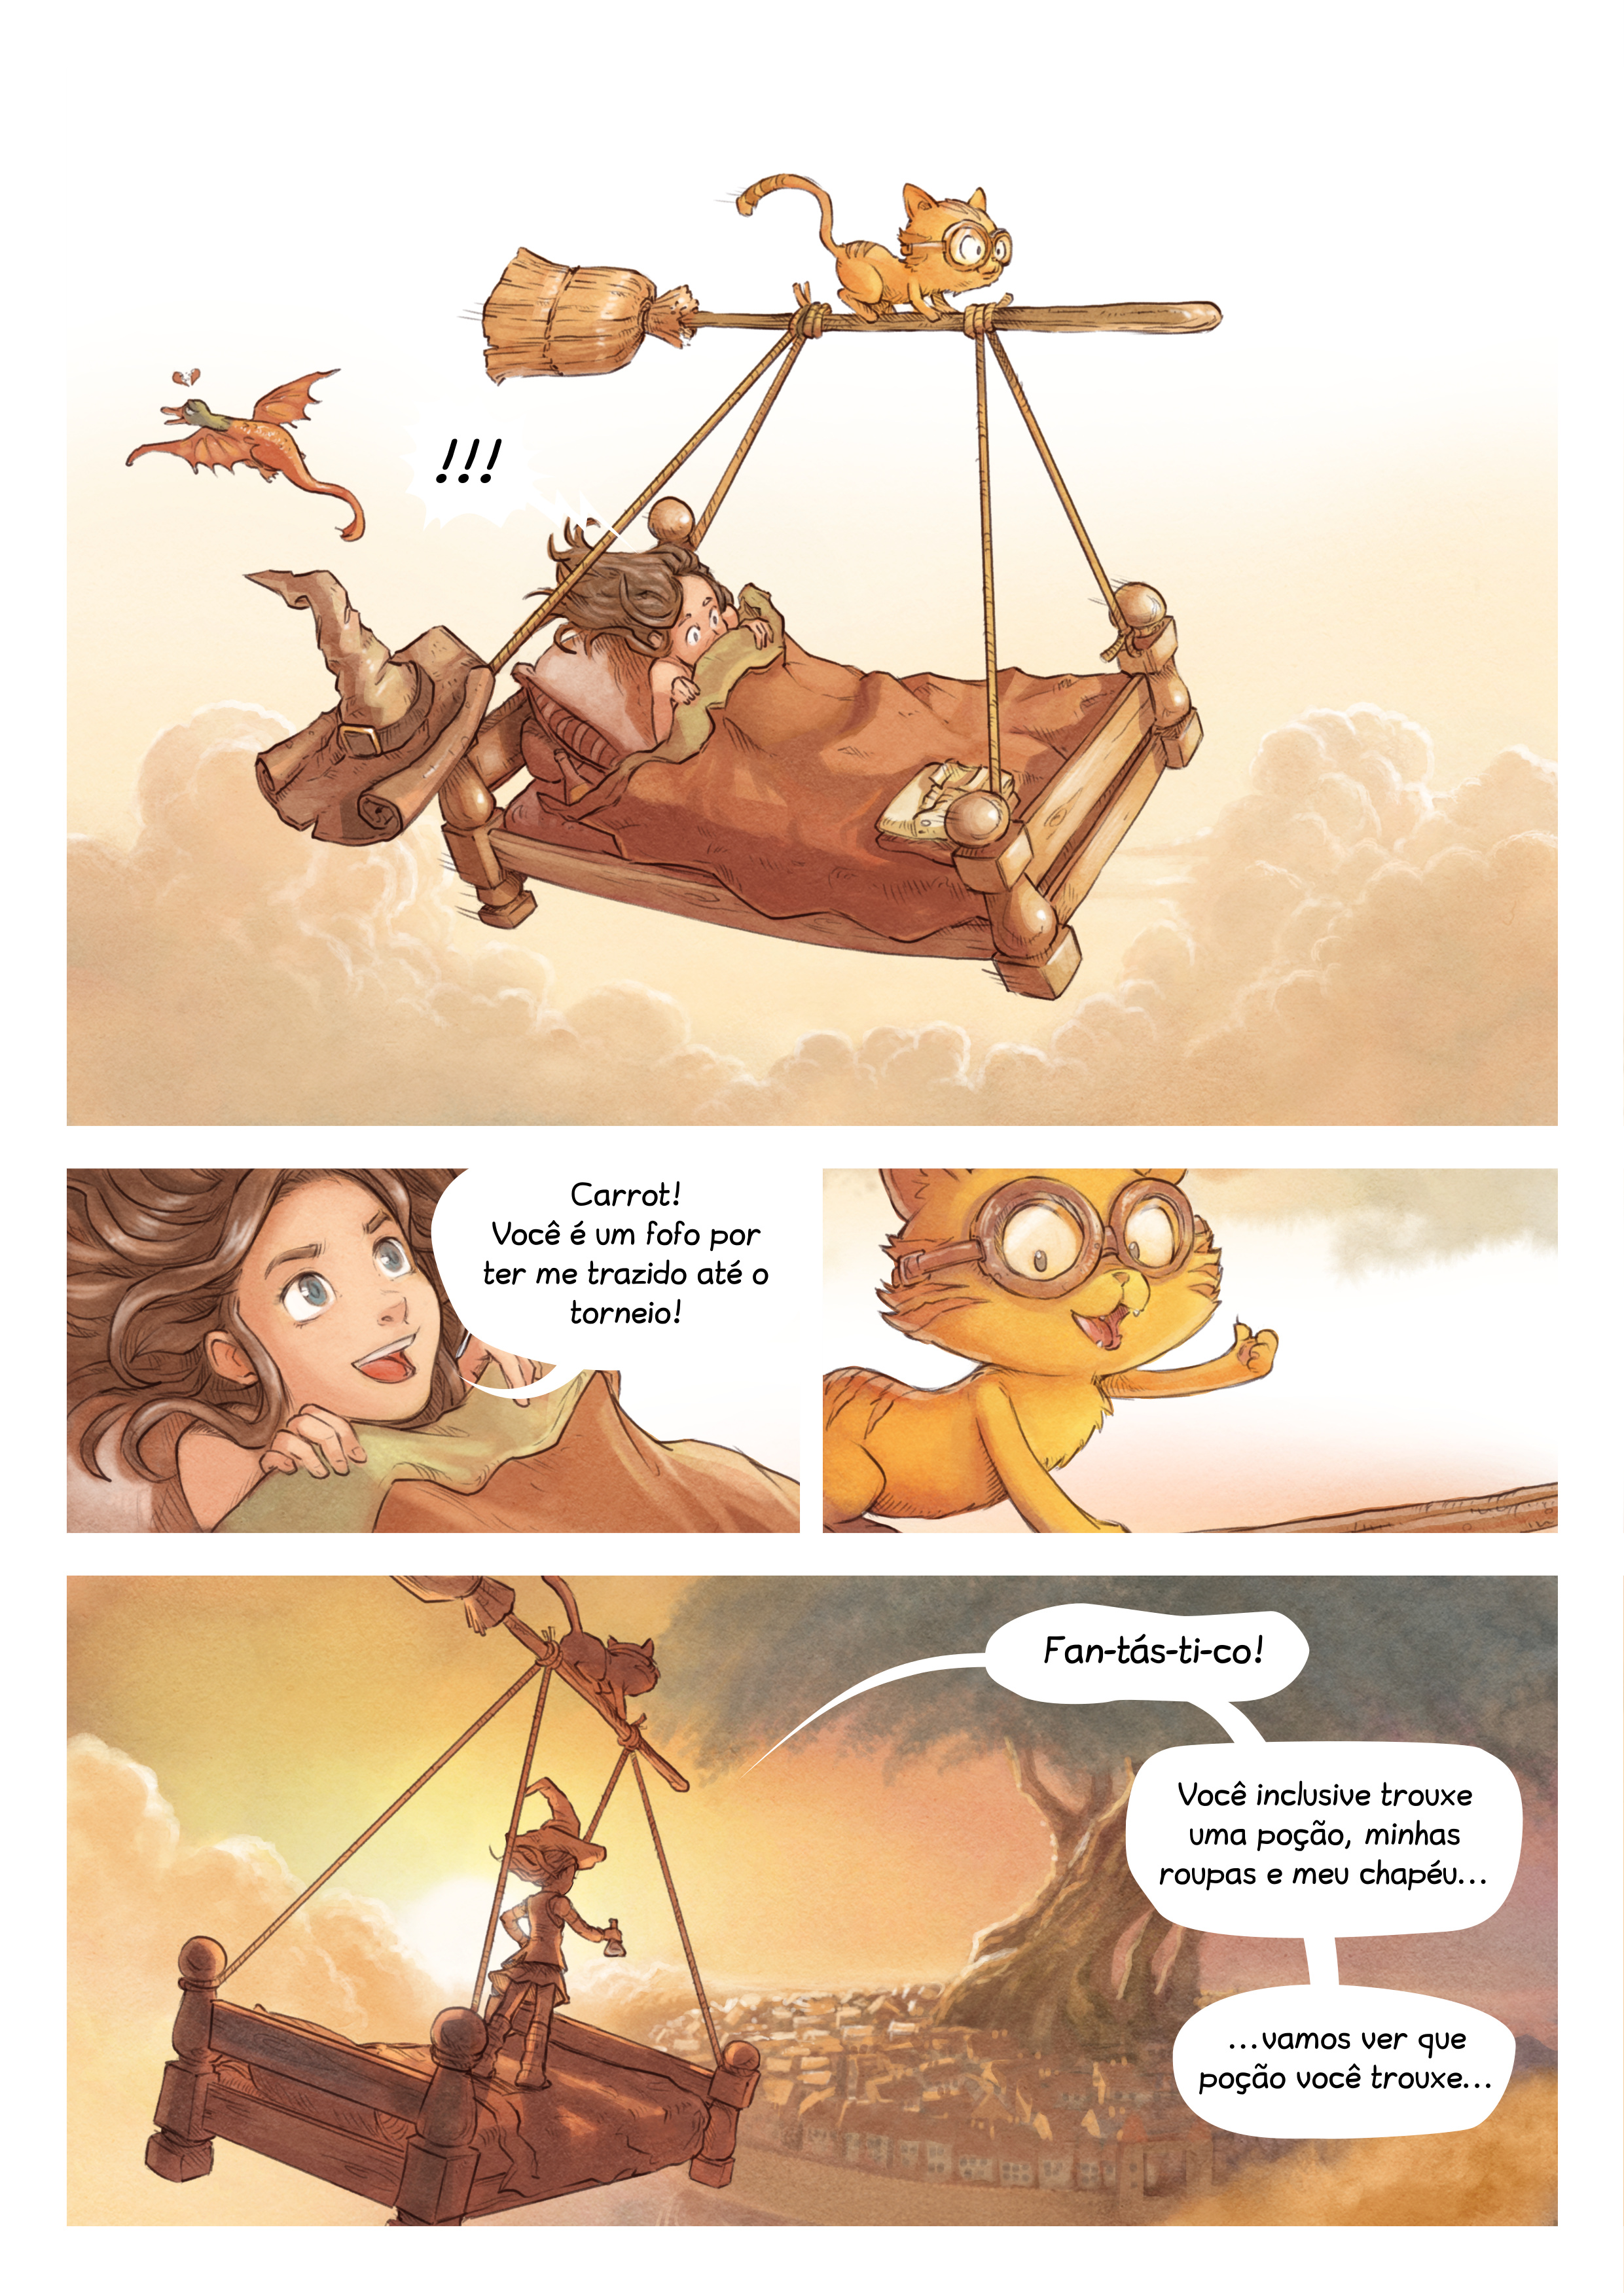 !!!
Carrot!
Você é um fofo por
ter me trazido até o
torneio!
Fan-tás-ti-co!
Você inclusive trouxe
uma poção, minhas
roupas e meu chapéu...
...vamos ver que
poção você trouxe...